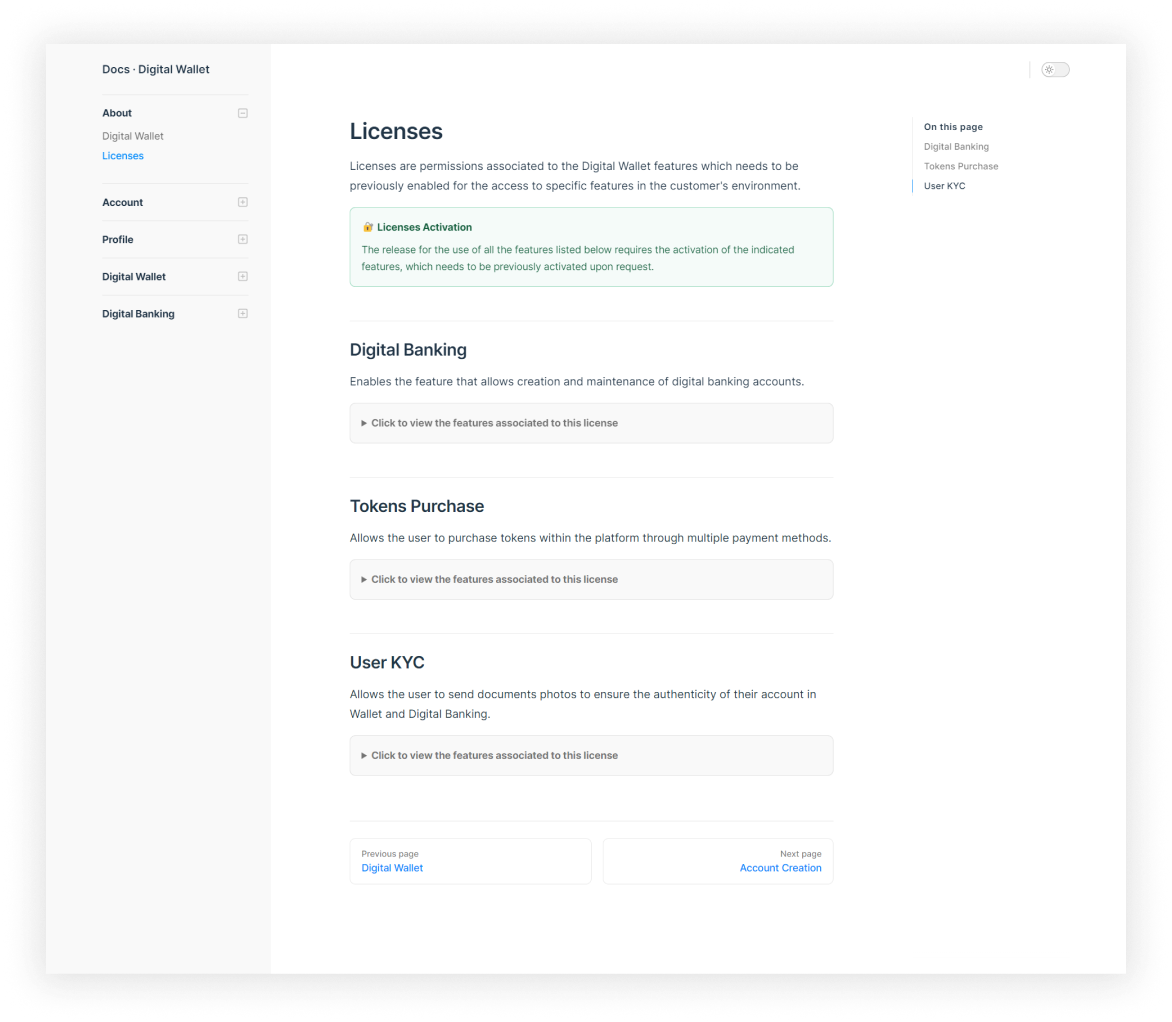 Docs · Digital Wallet
About
Digital Wallet
Licenses
Account
Profile
Digital Wallet
Digital Banking
Licenses
Licenses are permissions associated to the Digital Wallet features which needs to be
previously enabled for the access to specific features in the customer's environment.
🔐 Licenses Activation
The release for the use of all the features listed below requires the activation of the indicated
features, which needs to be previously activated upon request.
Digital Banking
Enables the feature that allows creation and maintenance of digital banking accounts.
Click to view the features associated to this license
Tokens Purchase
Allows the user to purchase tokens within the platform through multiple payment methods.
Click to view the features associated to this license
User KYC
Allows the user to send documents photos to ensure the authenticity of their account in
Wallet and Digital Banking.
Click to view the features associated to this license
Previous page
Digital Wallet
Next page
Account Creation
On this page
Digital Banking
Tokens Purchase
User KYC